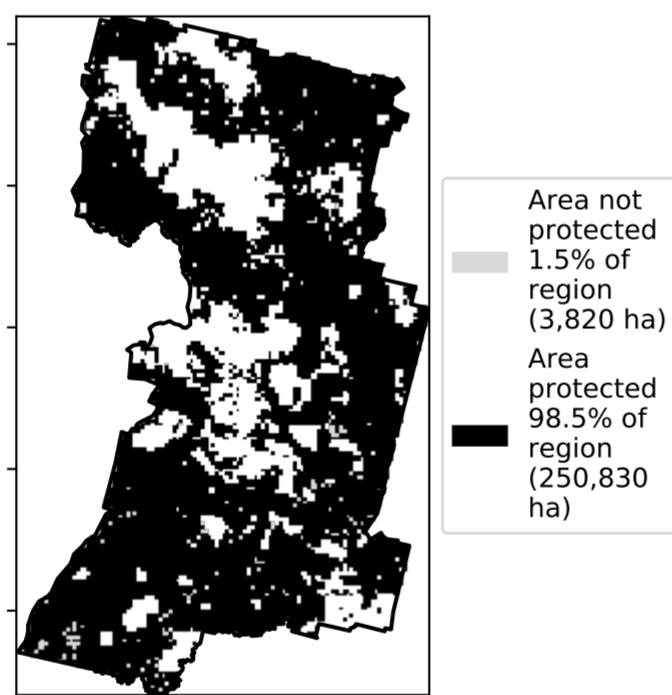 Area not
protected
1.5% of
region
(3,820 ha)
Area
protected
98.5% of
region
(250,830
ha)